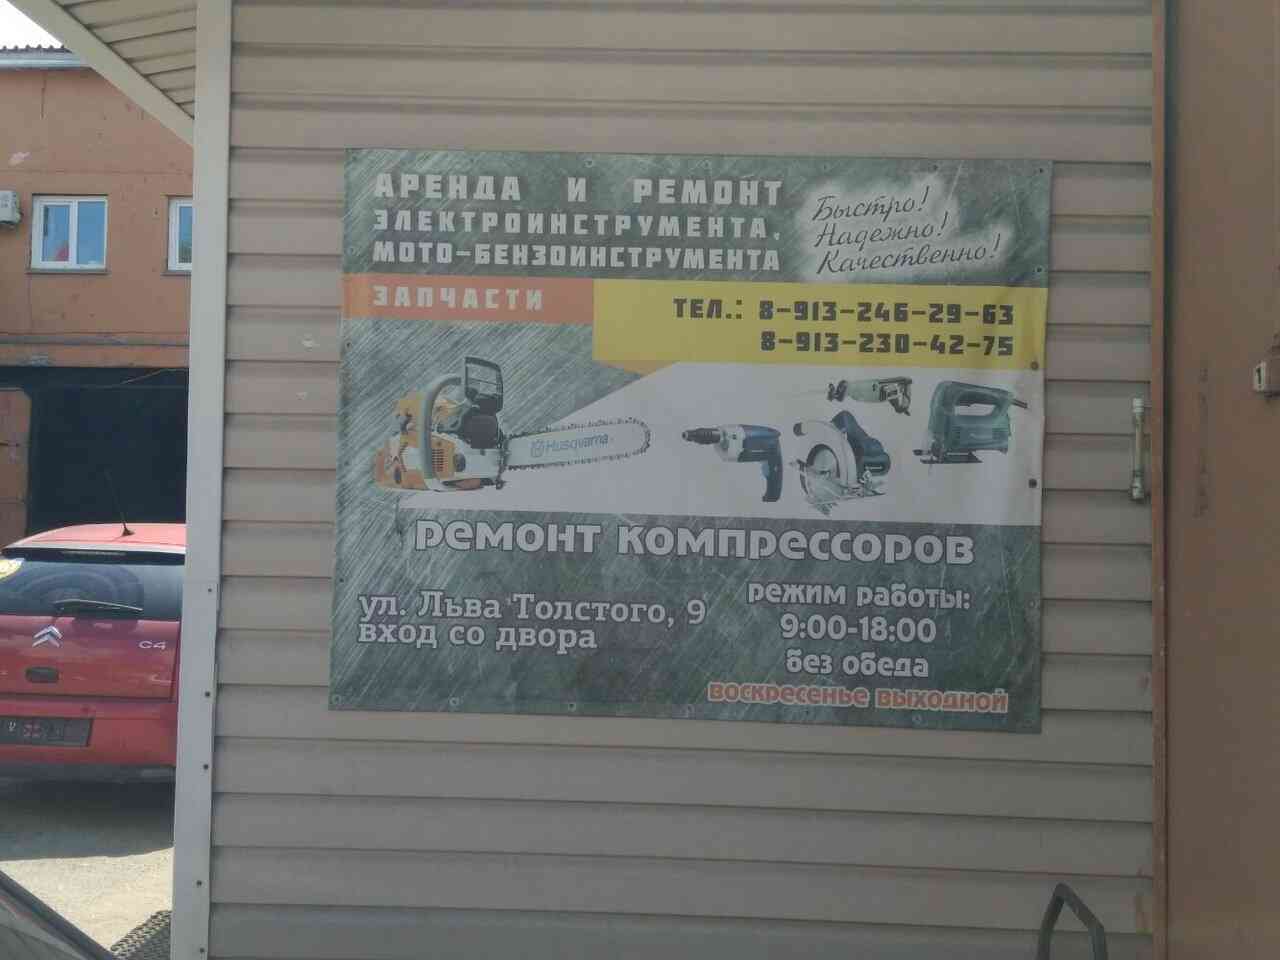 АРЕНДА И РЕМОНТ
ЭЛЕКТРОИНСТРУМЕНТА,
МОТО-БЕНЗОИНСТРУМЕНТА
Быстро!
Надежно!
Качественно!
ЗАПЧАСТИ
ТЕЛ.: 8-913-246-29-63
8-913-230-42-75
Husqvarna
РЕМОНТ КОМПРЕССОРОВ
ул. Льва Толстого, 9
вход со двора
режим работы:
9:00-18:00
без обеда
воскресенье выходной
C4
1